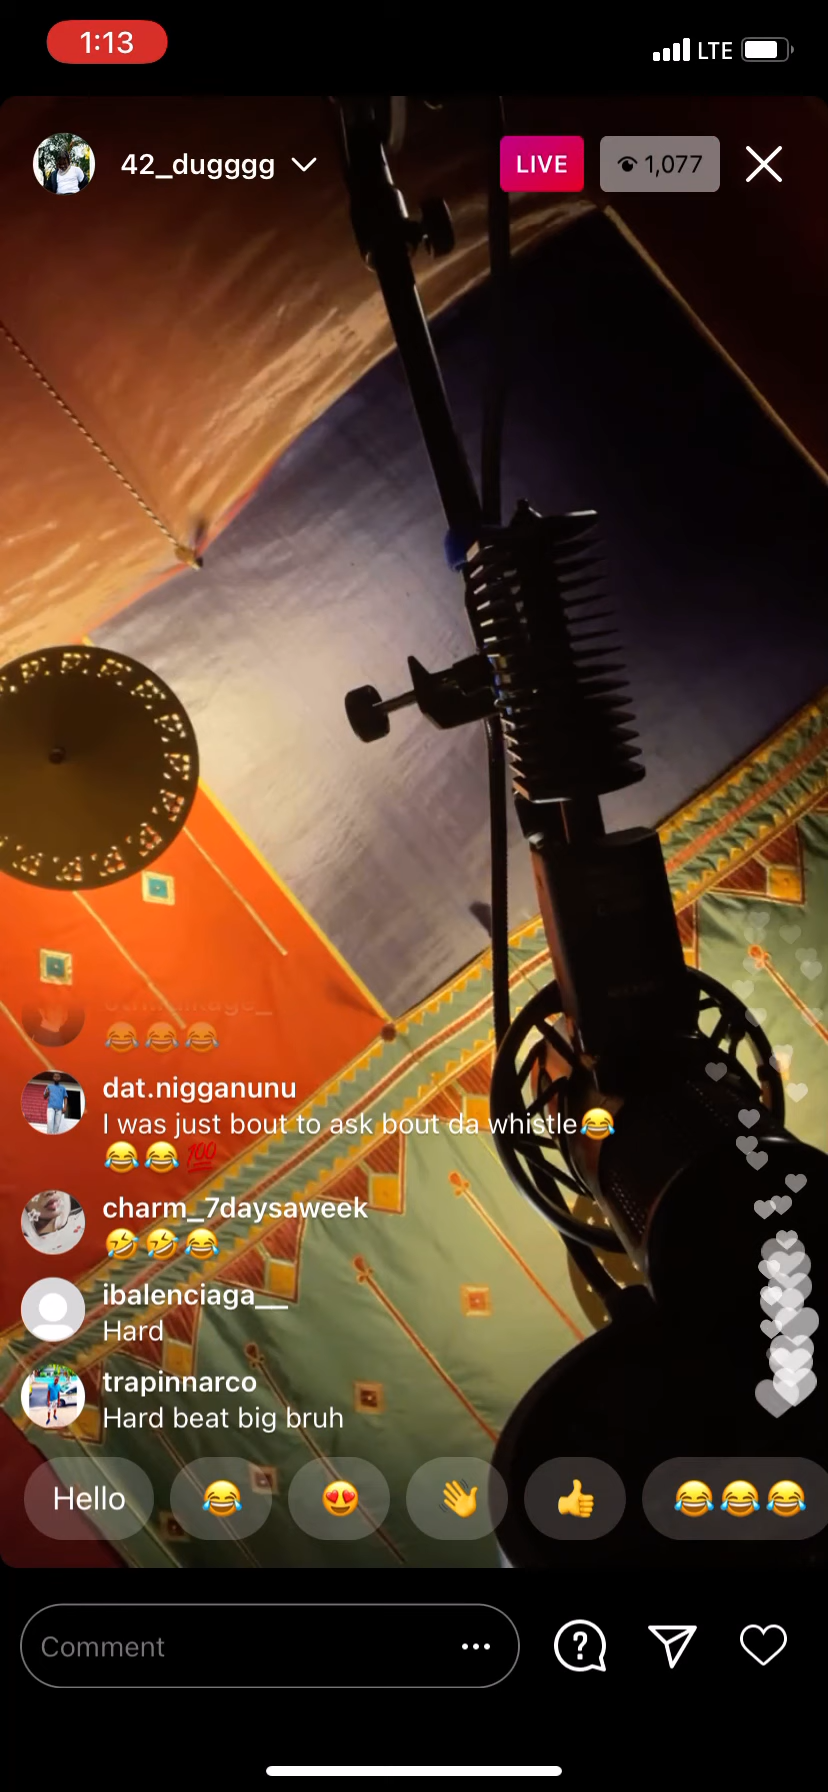 1:13
LTE
42_dugggg
LIVE
1,077
😂😂😂
dat.nigganunu
I was just bout to ask bout da whistle😂
😂😂💯
charm_7daysaweek
🤣🤣😂
ibalenciaga__
Hard
trapinnarco
Hard beat big bruh
Hello 😂 😍 👋 👍 😂😂😂
Comment